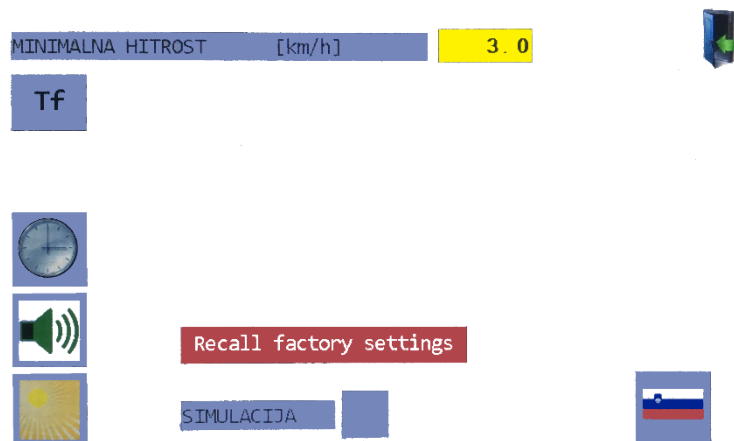 MINIMALNA HITROST [km/h] 3.0
Tf
Recall factory settings
SIMULACIJA